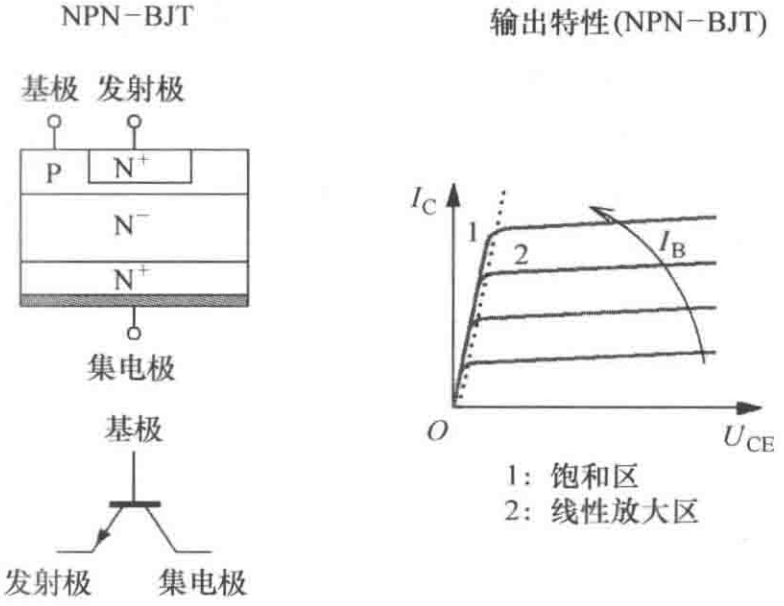 NPN-BJT
基极 发射极
P N⁺
N⁻
N⁺
集电极
基极
发射极 集电极
输出特性(NPN-BJT)
I_C
1
2
I_B
O
U_CE
1: 饱和区
2: 线性放大区